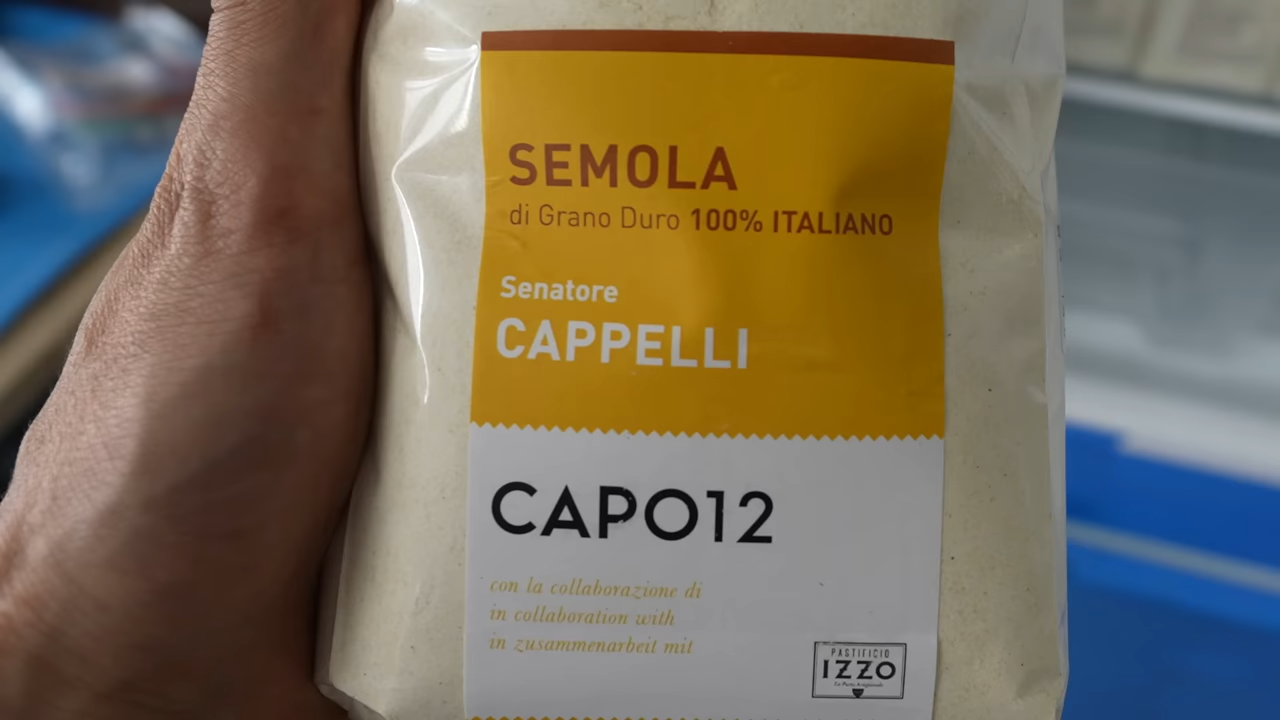 SEMOLA
di Grano Duro 100% ITALIANO
Senatore
CAPPELLI
CAPO12
con la collaborazione di
in collaboration with
in zusammenarbeit mit
PASTIFICIO
IZZO